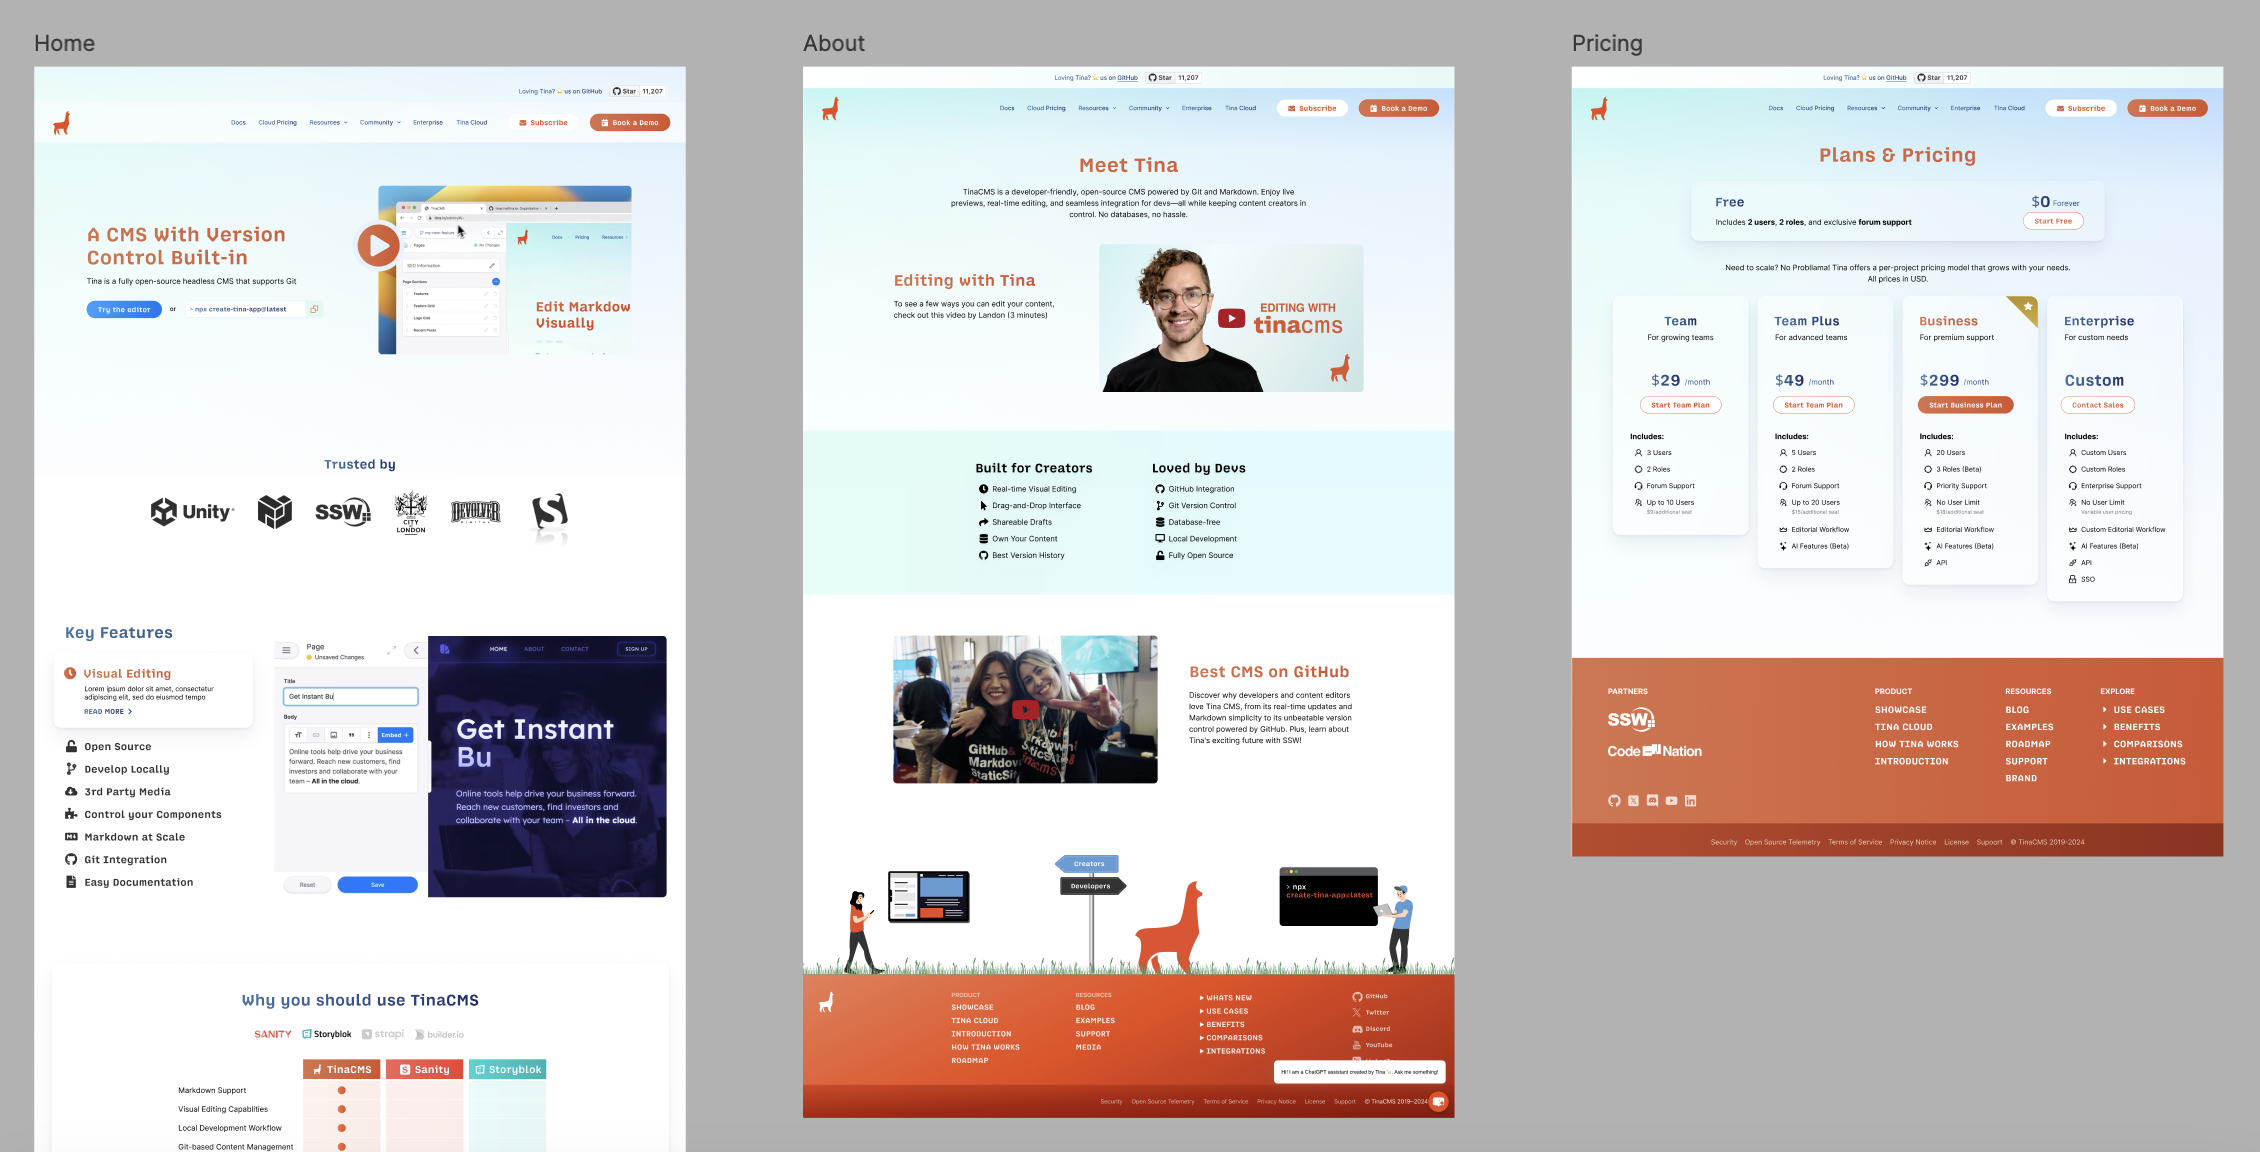 Home
Loving Tina? us on GitHub
Star 11,207
Docs Cloud Pricing Resources Community Enterprise Tina Cloud Subscribe Book a Demo
A CMS With Version
Control Built-in
Tina is a fully open-source headless CMS that supports Git
Try the editor or > npx create-tina-app@latest
TinaCMS
my-new-feature
Pages No Changes
SEO Information
Page Sections
Features
Feature Grid
Logo Grid
Recent Posts
Docs Pricing Resources
Edit Markdow
Visually
Trusted by
Unity
SSW
CITY OF LONDON
DEVOLVER
DIGITAL
Key Features
Visual Editing
Lorem ipsum dolor sit amet, consectetur
adipiscing elit, sed do eiusmod tempo
READ MORE
Open Source
Develop Locally
3rd Party Media
Control your Components
Markdown at Scale
Git Integration
Easy Documentation
Page
Unsaved Changes
Title
Get Instant Bu
Body
Embed +
Online tools help drive your business
forward. Reach new customers, find
investors and collaborate with your
team – All in the cloud.
Reset Save
HOME ABOUT CONTACT SIGN UP
Get Instant
Bu
Online tools help drive your business forward.
Reach new customers, find investors and
collaborate with your team – All in the cloud.
Why you should use TinaCMS
SANITY Storyblok strapi builder.io
TinaCMS Sanity Storyblok
Markdown Support
Visual Editing Capabilities
Local Development Workflow
Git-based Content Management
About
Loving Tina? us on GitHub Star 11,207
Docs Cloud Pricing Resources Community Enterprise Tina Cloud Subscribe Book a Demo
Meet Tina
TinaCMS is a developer-friendly, open-source CMS powered by Git and Markdown. Enjoy live
previews, real-time editing, and seamless integration for devs—all while keeping content creators in
control. No databases, no hassle.
Editing with Tina
To see a few ways you can edit your content,
check out this video by Landon (3 minutes)
EDITING WITH
tinacms
Built for Creators
Real-time Visual Editing
Drag-and-Drop Interface
Shareable Drafts
Own Your Content
Best Version History
Loved by Devs
GitHub Integration
Git Version Control
Database-free
Local Development
Fully Open Source
GitHub
Markdow
StaticSit
Best CMS on GitHub
Discover why developers and content editors
love Tina CMS, from its real-time updates and
Markdown simplicity to its unbeatable version
control powered by GitHub. Plus, learn about
Tina's exciting future with SSW!
Creators
Developers
> npx
create-tina-app@latest
PRODUCT
SHOWCASE
TINA CLOUD
INTRODUCTION
HOW TINA WORKS
ROADMAP
RESOURCES
BLOG
EXAMPLES
SUPPORT
MEDIA
WHATS NEW
USE CASES
BENEFITS
COMPARISONS
INTEGRATIONS
GitHub
Twitter
Discord
YouTube
Hi! I am a ChatGPT assistant created by Tina. Ask me something!
Security Open Source Telemetry Terms of Service Privacy Notice License Support © TinaCMS 2019–2024
Pricing
Loving Tina? us on GitHub Star 11,207
Docs Cloud Pricing Resources Community Enterprise Tina Cloud Subscribe Book a Demo
Plans & Pricing
Free
Includes 2 users, 2 roles, and exclusive forum support
$0 Forever
Start Free
Need to scale? No Probllama! Tina offers a per-project pricing model that grows with your needs.
All prices in USD.
Team
For growing teams
$29 /month
Start Team Plan
Includes:
3 Users
2 Roles
Forum Support
Up to 10 Users
$9/additional seat
Team Plus
For advanced teams
$49 /month
Start Team Plan
Includes:
5 Users
2 Roles
Forum Support
Up to 20 Users
$15/additional seat
Editorial Workflow
AI Features (Beta)
Business
For premium support
$299 /month
Start Business Plan
Includes:
20 Users
3 Roles (Beta)
Priority Support
No User Limit
$18/additional seat
Editorial Workflow
AI Features (Beta)
API
Enterprise
For custom needs
Custom
Contact Sales
Includes:
Custom Users
Custom Roles
Enterprise Support
No User Limit
Variable user pricing
Custom Editorial Workflow
AI Features (Beta)
API
SSO
PARTNERS
SSW
Code Nation
PRODUCT
SHOWCASE
TINA CLOUD
HOW TINA WORKS
INTRODUCTION
RESOURCES
BLOG
EXAMPLES
ROADMAP
SUPPORT
BRAND
EXPLORE
USE CASES
BENEFITS
COMPARISONS
INTEGRATIONS
Security Open Source Telemetry Terms of Service Privacy Notice License Support © TinaCMS 2019-2024